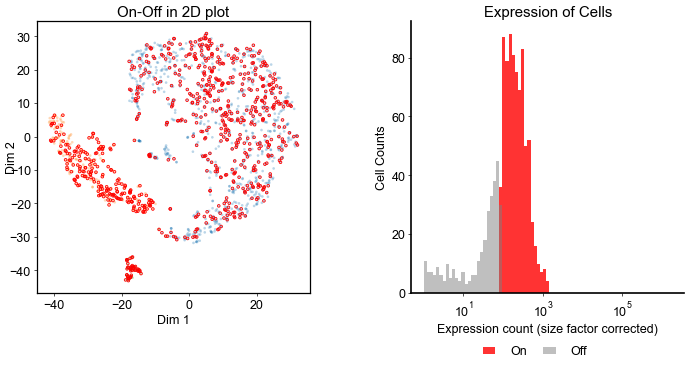 On-Off in 2D plot
30
20
10
0
−10
−20
−30
−40
Dim 2
−40
−20
0
20
Dim 1
Expression of Cells
80
60
40
20
0
Cell Counts
10^1
10^3
10^5
Expression count (size factor corrected)
On
Off